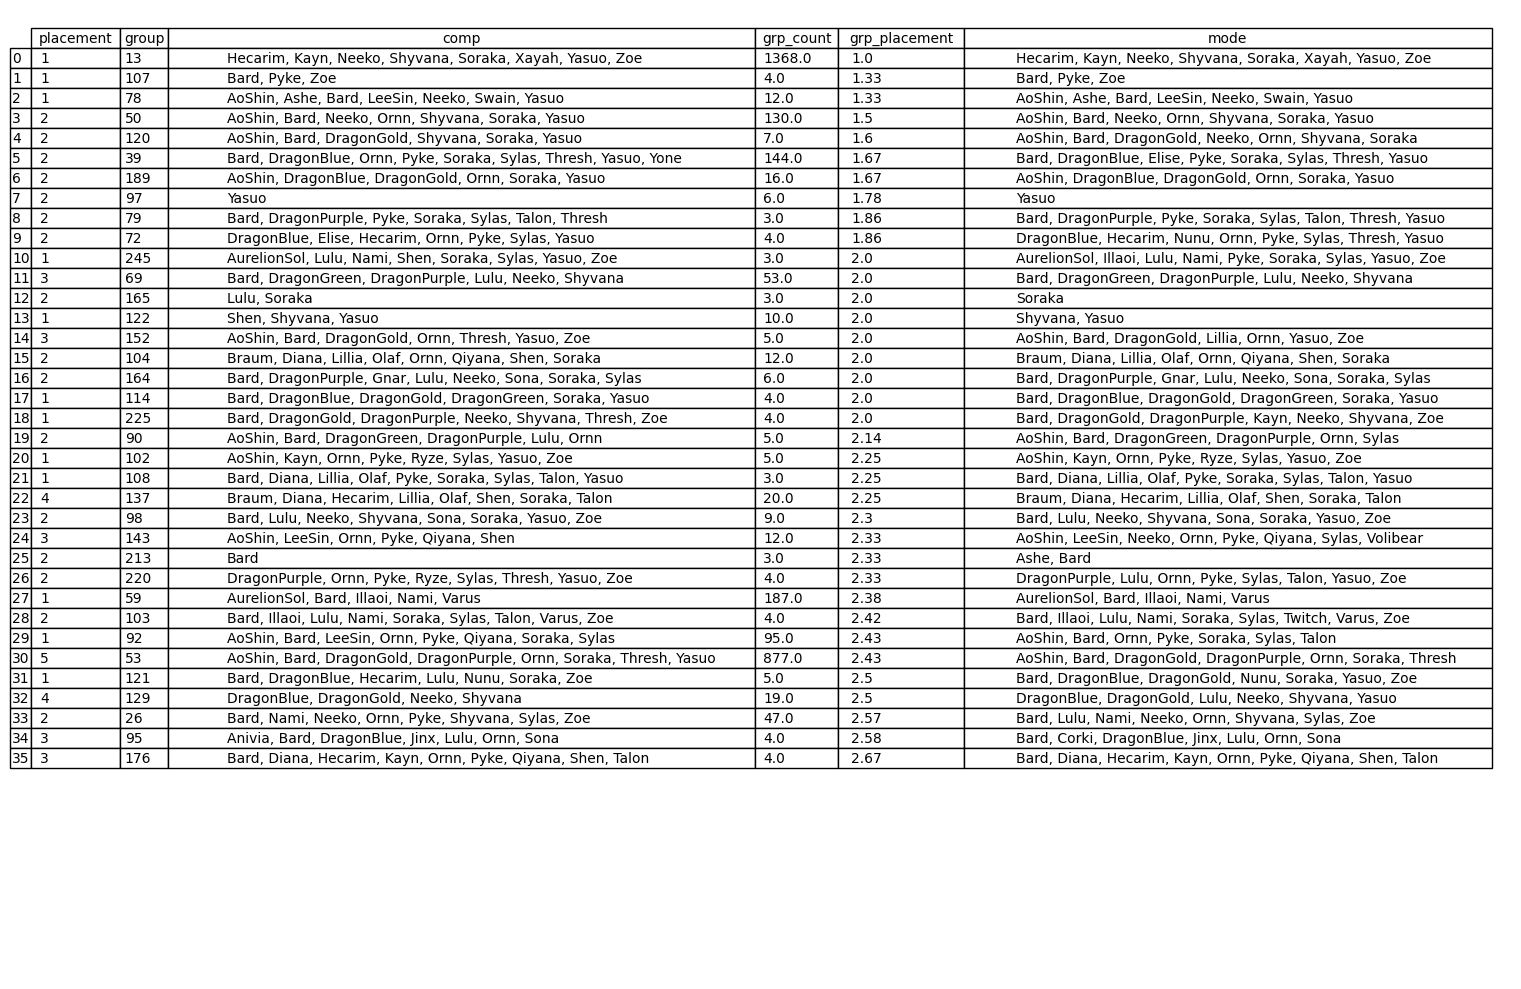 placement group comp grp_count grp_placement mode
0 1 13 Hecarim, Kayn, Neeko, Shyvana, Soraka, Xayah, Yasuo, Zoe 1368.0 1.0 Hecarim, Kayn, Neeko, Shyvana, Soraka, Xayah, Yasuo, Zoe
1 1 107 Bard, Pyke, Zoe 4.0 1.33 Bard, Pyke, Zoe
2 1 78 AoShin, Ashe, Bard, LeeSin, Neeko, Swain, Yasuo 12.0 1.33 AoShin, Ashe, Bard, LeeSin, Neeko, Swain, Yasuo
3 2 50 AoShin, Bard, Neeko, Ornn, Shyvana, Soraka, Yasuo 130.0 1.5 AoShin, Bard, Neeko, Ornn, Shyvana, Soraka, Yasuo
4 2 120 AoShin, Bard, DragonGold, Shyvana, Soraka, Yasuo 7.0 1.6 AoShin, Bard, DragonGold, Neeko, Ornn, Shyvana, Soraka
5 2 39 Bard, DragonBlue, Ornn, Pyke, Soraka, Sylas, Thresh, Yasuo, Yone 144.0 1.67 Bard, DragonBlue, Elise, Pyke, Soraka, Sylas, Thresh, Yasuo
6 2 189 AoShin, DragonBlue, DragonGold, Ornn, Soraka, Yasuo 16.0 1.67 AoShin, DragonBlue, DragonGold, Ornn, Soraka, Yasuo
7 2 97 Yasuo 6.0 1.78 Yasuo
8 2 79 Bard, DragonPurple, Pyke, Soraka, Sylas, Talon, Thresh 3.0 1.86 Bard, DragonPurple, Pyke, Soraka, Sylas, Talon, Thresh, Yasuo
9 2 72 DragonBlue, Elise, Hecarim, Ornn, Pyke, Sylas, Yasuo 4.0 1.86 DragonBlue, Hecarim, Nunu, Ornn, Pyke, Sylas, Thresh, Yasuo
10 1 245 AurelionSol, Lulu, Nami, Shen, Soraka, Sylas, Yasuo, Zoe 3.0 2.0 AurelionSol, Illaoi, Lulu, Nami, Pyke, Soraka, Sylas, Yasuo, Zoe
11 3 69 Bard, DragonGreen, DragonPurple, Lulu, Neeko, Shyvana 53.0 2.0 Bard, DragonGreen, DragonPurple, Lulu, Neeko, Shyvana
12 2 165 Lulu, Soraka 3.0 2.0 Soraka
13 1 122 Shen, Shyvana, Yasuo 10.0 2.0 Shyvana, Yasuo
14 3 152 AoShin, Bard, DragonGold, Ornn, Thresh, Yasuo, Zoe 5.0 2.0 AoShin, Bard, DragonGold, Lillia, Ornn, Yasuo, Zoe
15 2 104 Braum, Diana, Lillia, Olaf, Ornn, Qiyana, Shen, Soraka 12.0 2.0 Braum, Diana, Lillia, Olaf, Ornn, Qiyana, Shen, Soraka
16 2 164 Bard, DragonPurple, Gnar, Lulu, Neeko, Sona, Soraka, Sylas 6.0 2.0 Bard, DragonPurple, Gnar, Lulu, Neeko, Sona, Soraka, Sylas
17 1 114 Bard, DragonBlue, DragonGold, DragonGreen, Soraka, Yasuo 4.0 2.0 Bard, DragonBlue, DragonGold, DragonGreen, Soraka, Yasuo
18 1 225 Bard, DragonGold, DragonPurple, Neeko, Shyvana, Thresh, Zoe 4.0 2.0 Bard, DragonGold, DragonPurple, Kayn, Neeko, Shyvana, Zoe
19 2 90 AoShin, Bard, DragonGreen, DragonPurple, Lulu, Ornn 5.0 2.14 AoShin, Bard, DragonGreen, DragonPurple, Ornn, Sylas
20 1 102 AoShin, Kayn, Ornn, Pyke, Ryze, Sylas, Yasuo, Zoe 5.0 2.25 AoShin, Kayn, Ornn, Pyke, Ryze, Sylas, Yasuo, Zoe
21 1 108 Bard, Diana, Lillia, Olaf, Pyke, Soraka, Sylas, Talon, Yasuo 3.0 2.25 Bard, Diana, Lillia, Olaf, Pyke, Soraka, Sylas, Talon, Yasuo
22 4 137 Braum, Diana, Hecarim, Lillia, Olaf, Shen, Soraka, Talon 20.0 2.25 Braum, Diana, Hecarim, Lillia, Olaf, Shen, Soraka, Talon
23 2 98 Bard, Lulu, Neeko, Shyvana, Sona, Soraka, Yasuo, Zoe 9.0 2.3 Bard, Lulu, Neeko, Shyvana, Sona, Soraka, Yasuo, Zoe
24 3 143 AoShin, LeeSin, Ornn, Pyke, Qiyana, Shen 12.0 2.33 AoShin, LeeSin, Neeko, Ornn, Pyke, Qiyana, Sylas, Volibear
25 2 213 Bard 3.0 2.33 Ashe, Bard
26 2 220 DragonPurple, Ornn, Pyke, Ryze, Sylas, Thresh, Yasuo, Zoe 4.0 2.33 DragonPurple, Lulu, Ornn, Pyke, Sylas, Talon, Yasuo, Zoe
27 1 59 AurelionSol, Bard, Illaoi, Nami, Varus 187.0 2.38 AurelionSol, Bard, Illaoi, Nami, Varus
28 2 103 Bard, Illaoi, Lulu, Nami, Soraka, Sylas, Talon, Varus, Zoe 4.0 2.42 Bard, Illaoi, Lulu, Nami, Soraka, Sylas, Twitch, Varus, Zoe
29 1 92 AoShin, Bard, LeeSin, Ornn, Pyke, Qiyana, Soraka, Sylas 95.0 2.43 AoShin, Bard, Ornn, Pyke, Soraka, Sylas, Talon
30 5 53 AoShin, Bard, DragonGold, DragonPurple, Ornn, Soraka, Thresh, Yasuo 877.0 2.43 AoShin, Bard, DragonGold, DragonPurple, Ornn, Soraka, Thresh
31 1 121 Bard, DragonBlue, Hecarim, Lulu, Nunu, Soraka, Zoe 5.0 2.5 Bard, DragonBlue, DragonGold, Nunu, Soraka, Yasuo, Zoe
32 4 129 DragonBlue, DragonGold, Neeko, Shyvana 19.0 2.5 DragonBlue, DragonGold, Lulu, Neeko, Shyvana, Yasuo
33 2 26 Bard, Nami, Neeko, Ornn, Pyke, Shyvana, Sylas, Zoe 47.0 2.57 Bard, Lulu, Nami, Neeko, Ornn, Shyvana, Sylas, Zoe
34 3 95 Anivia, Bard, DragonBlue, Jinx, Lulu, Ornn, Sona 4.0 2.58 Bard, Corki, DragonBlue, Jinx, Lulu, Ornn, Sona
35 3 176 Bard, Diana, Hecarim, Kayn, Ornn, Pyke, Qiyana, Shen, Talon 4.0 2.67 Bard, Diana, Hecarim, Kayn, Ornn, Pyke, Qiyana, Shen, Talon